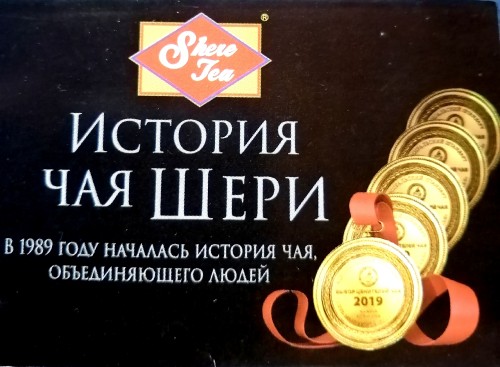 Shere
Tea
®
ИСТОРИЯ
ЧАЯ ШЕРИ
В 1989 ГОДУ НАЧАЛАСЬ ИСТОРИЯ ЧАЯ,
ОБЪЕДИНЯЮЩЕГО ЛЮДЕЙ
2019